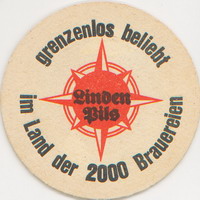 grenzenlos beliebt
Linden
Pils
im Land der 2000 Brauereien